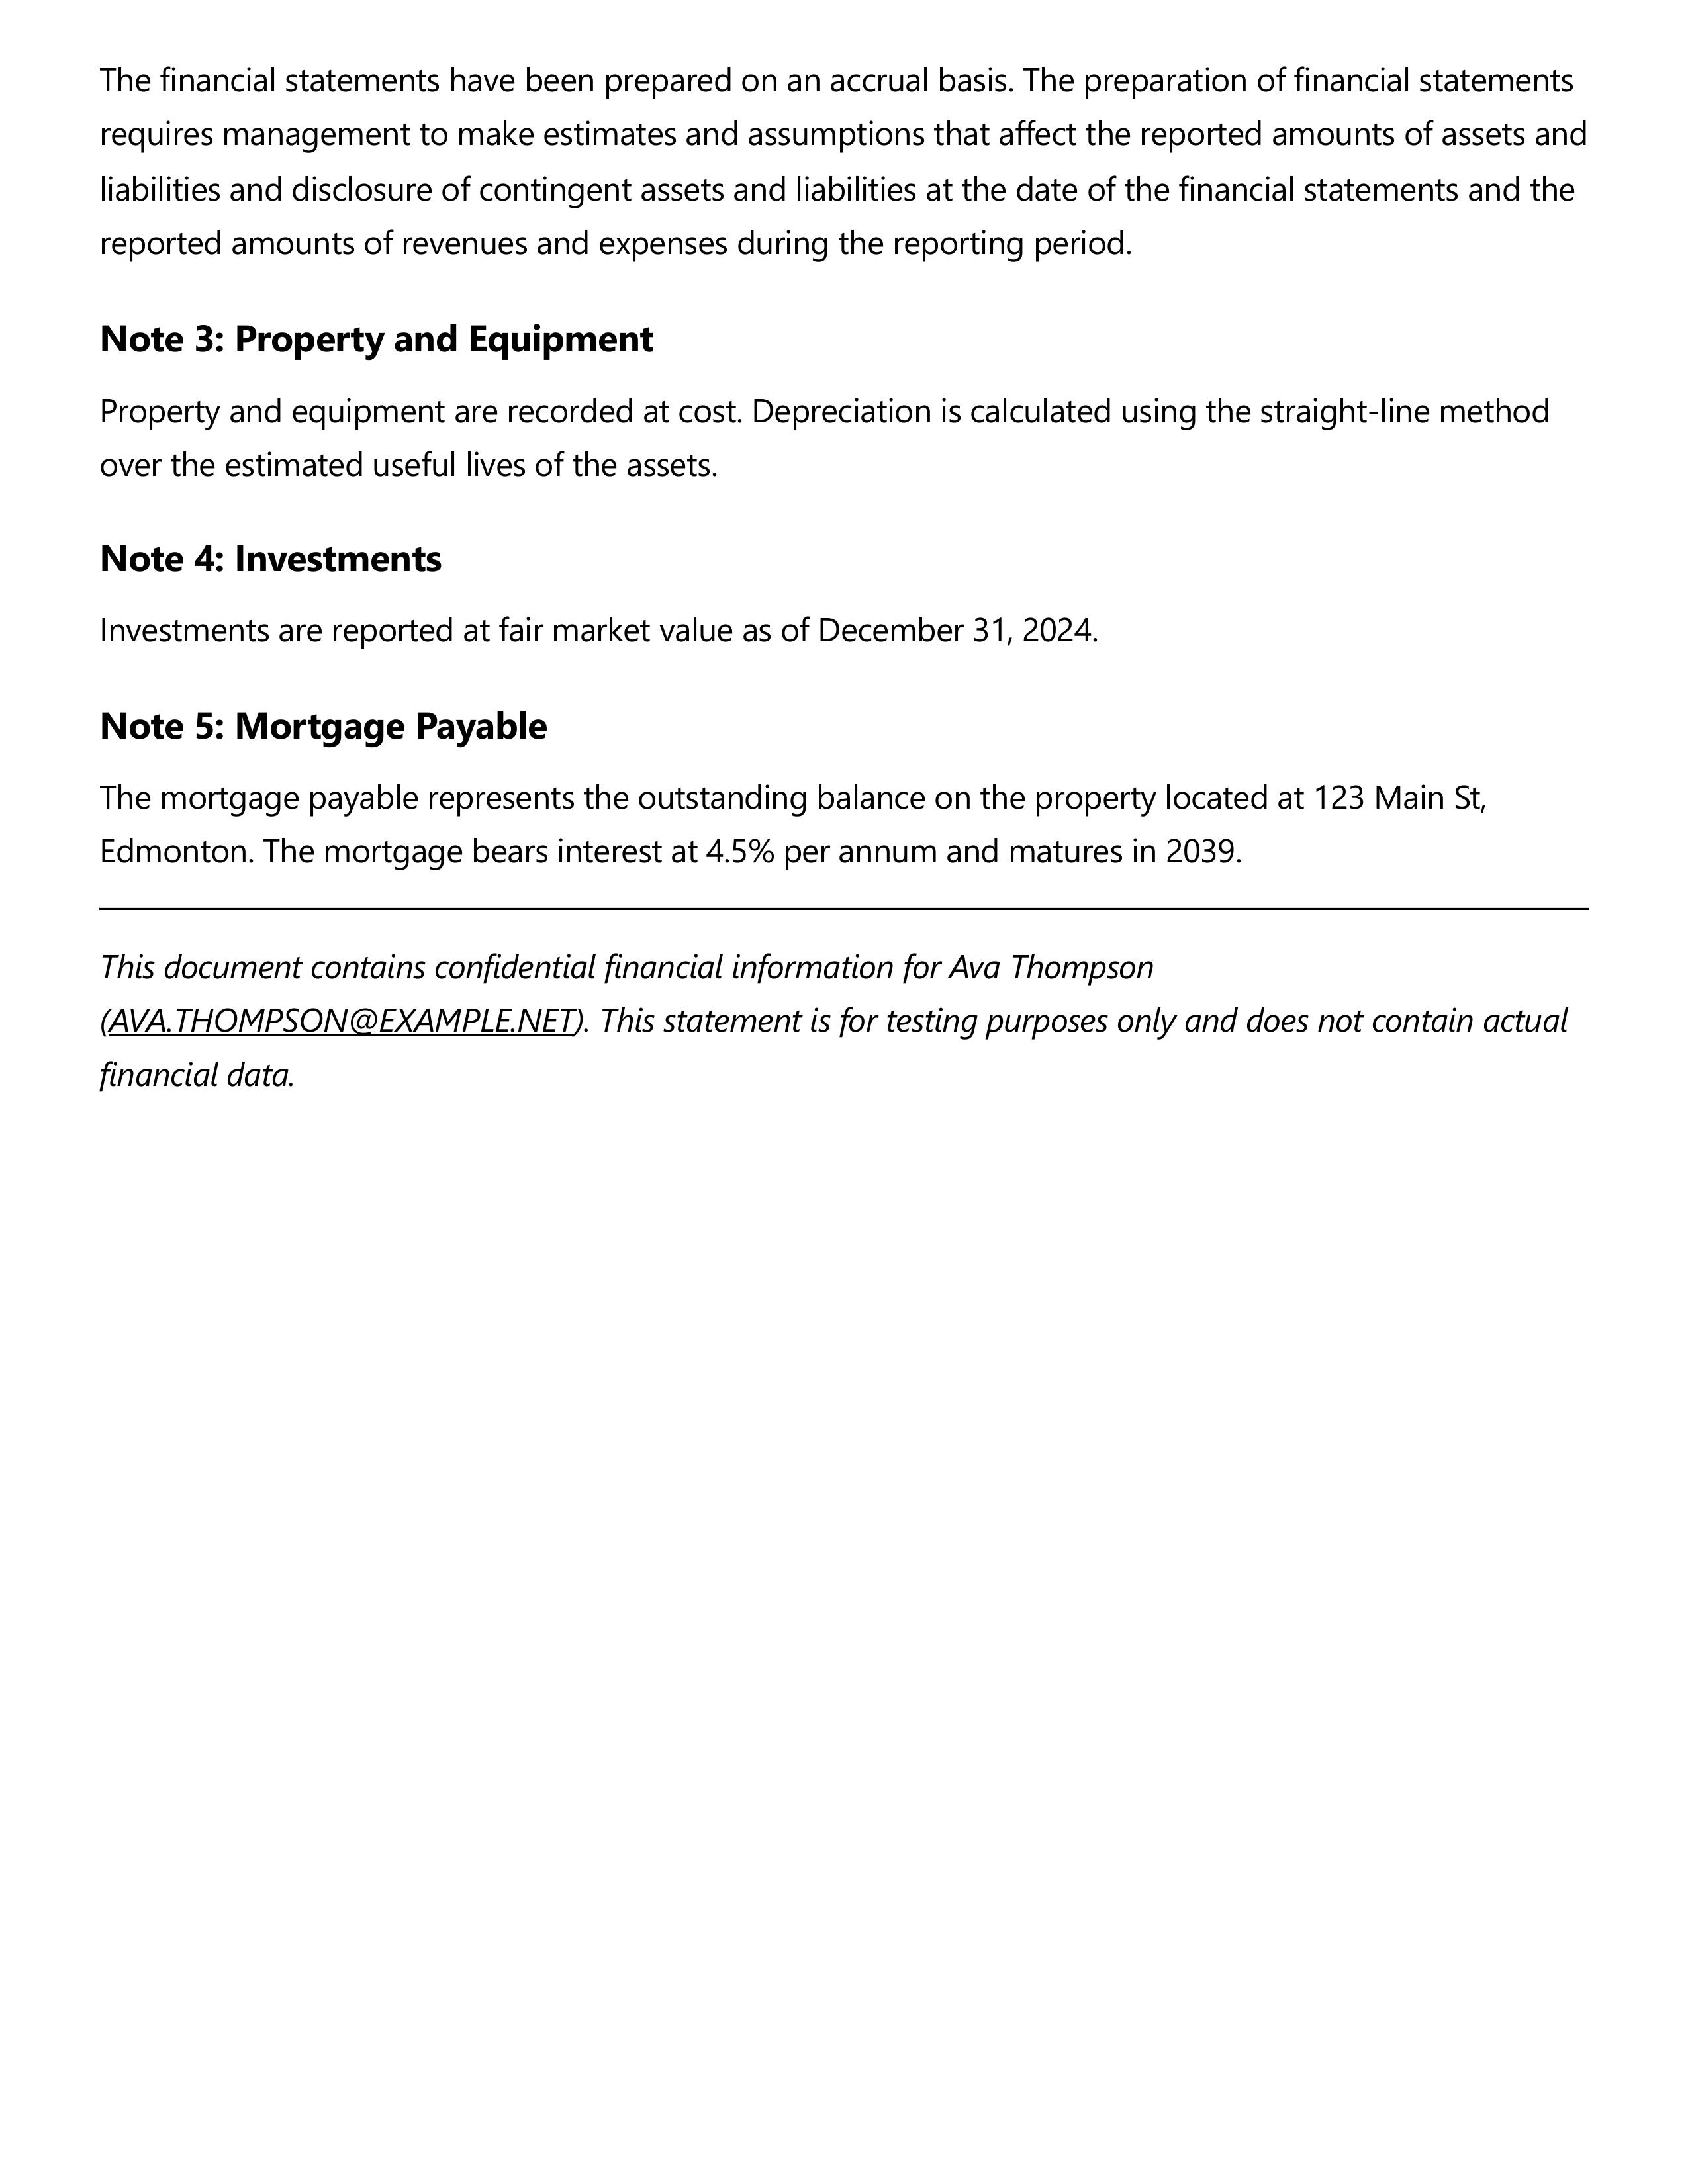 The financial statements have been prepared on an accrual basis. The preparation of financial statements
requires management to make estimates and assumptions that affect the reported amounts of assets and
liabilities and disclosure of contingent assets and liabilities at the date of the financial statements and the
reported amounts of revenues and expenses during the reporting period.
Note 3: Property and Equipment
Property and equipment are recorded at cost. Depreciation is calculated using the straight-line method
over the estimated useful lives of the assets.
Note 4: Investments
Investments are reported at fair market value as of December 31, 2024.
Note 5: Mortgage Payable
The mortgage payable represents the outstanding balance on the property located at 123 Main St,
Edmonton. The mortgage bears interest at 4.5% per annum and matures in 2039.
This document contains confidential financial information for Ava Thompson
(AVA.THOMPSON@EXAMPLE.NET). This statement is for testing purposes only and does not contain actual
financial data.